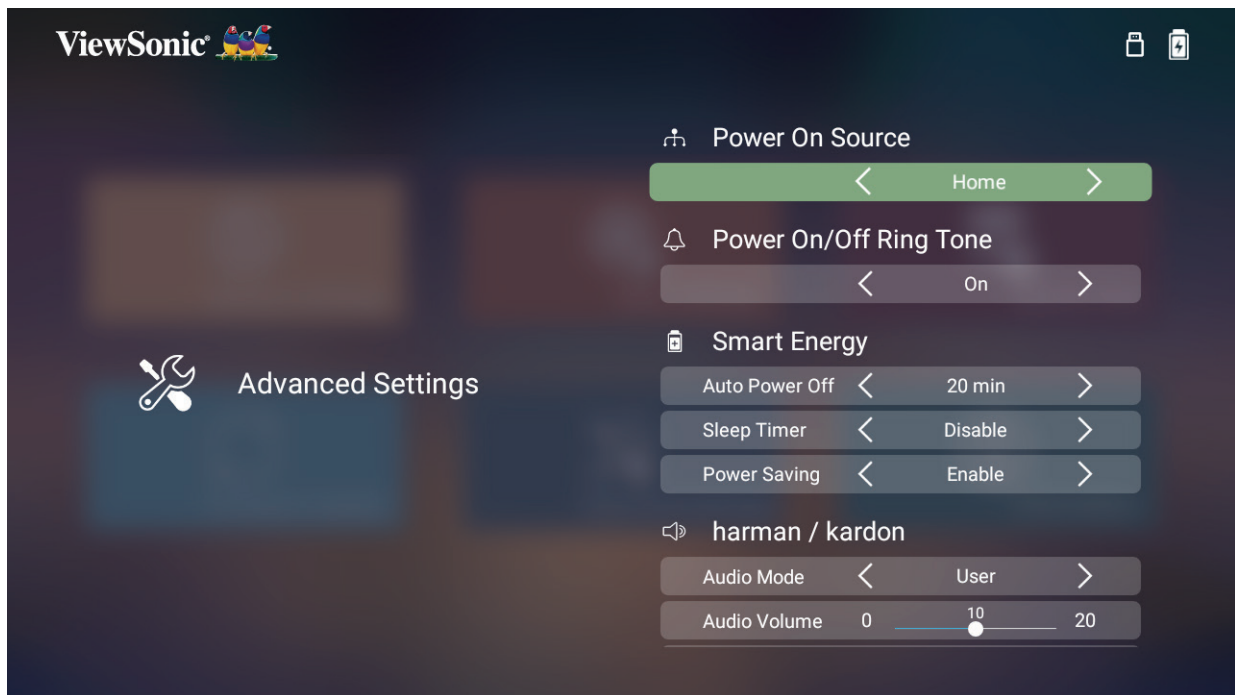 ViewSonic®
Power On Source
Home
Power On/Off Ring Tone
On
Smart Energy
Advanced Settings
Auto Power Off 20 min
Sleep Timer Disable
Power Saving Enable
harman / kardon
Audio Mode User
Audio Volume 0 10 20